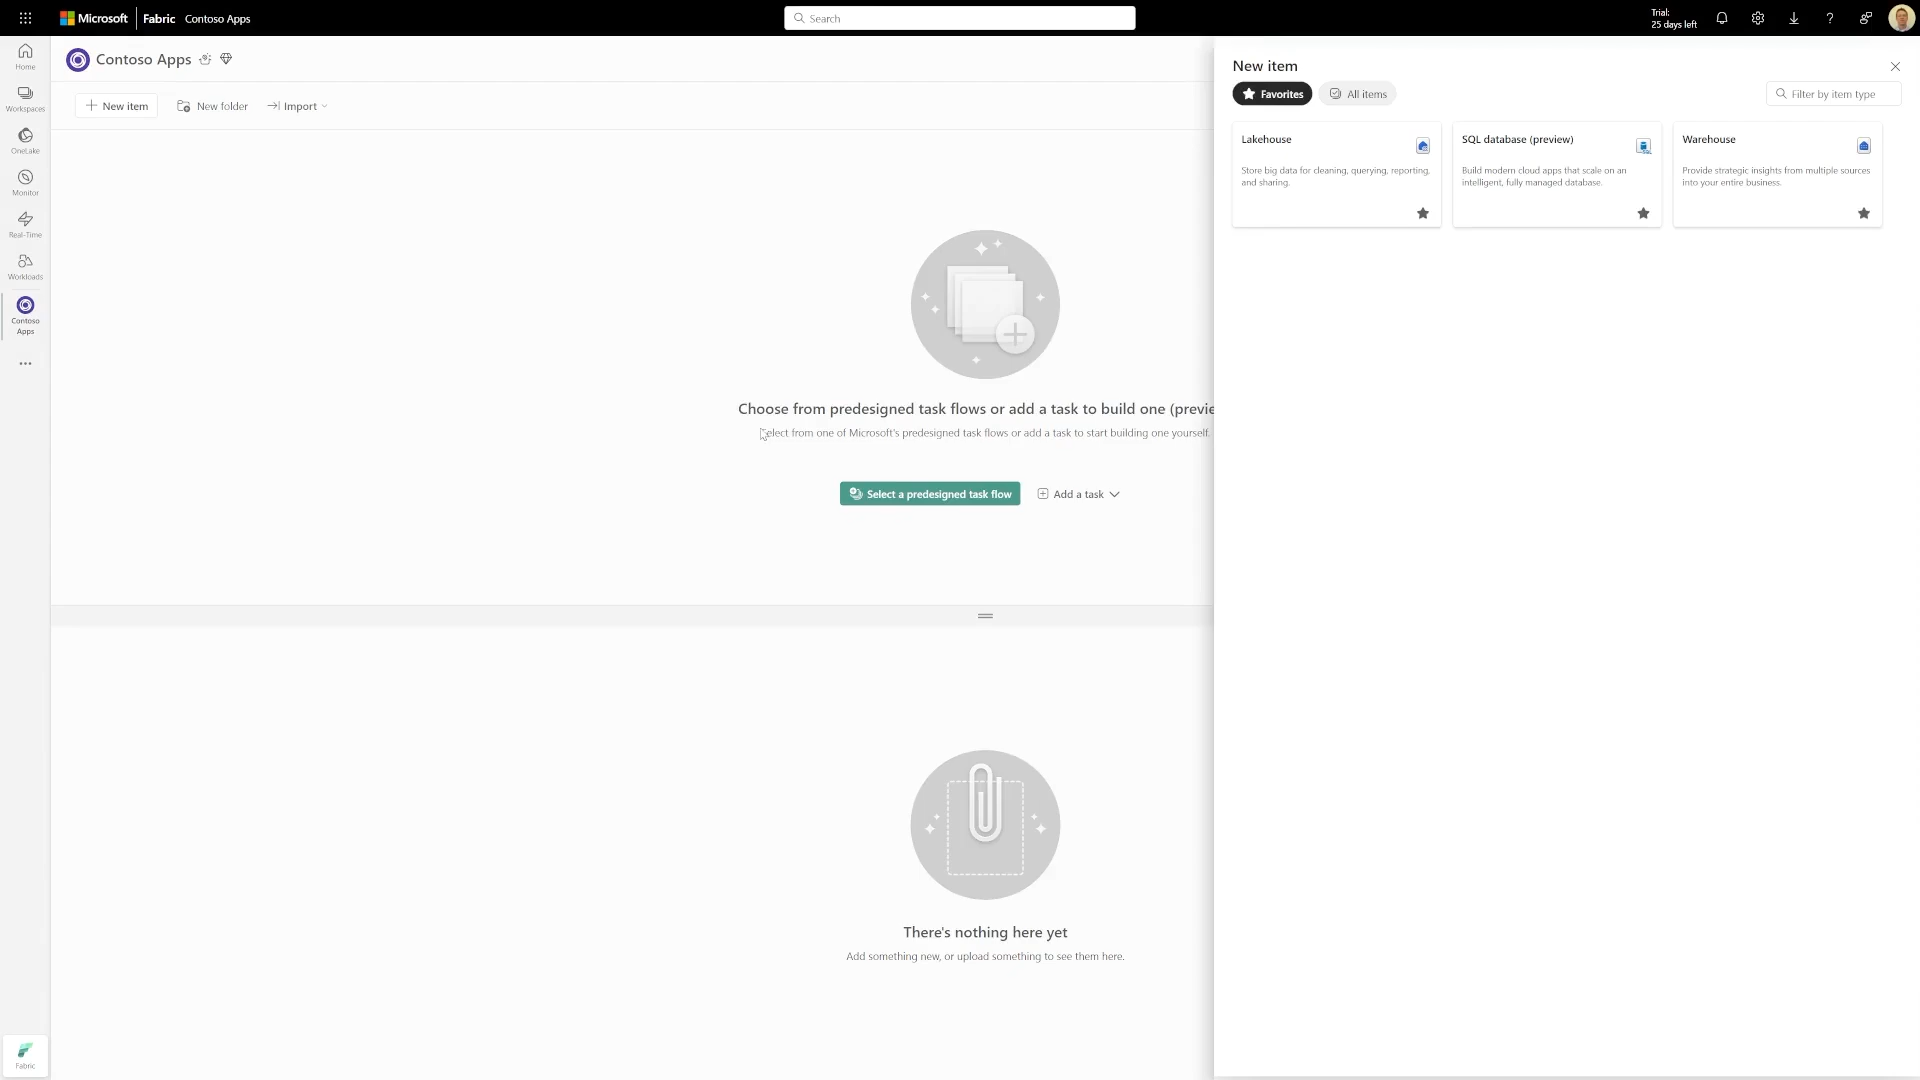 Microsoft Fabric Contoso Apps
Search
Trial:
25 days left
Home
Workspaces
OneLake
Monitor
Real-Time
Workloads
Contoso
Apps
Fabric
Contoso Apps
New item
New folder
Import
Choose from predesigned task flows or add a task to build one (previe
elect from one of Microsoft's predesigned task flows or add a task to start building one yourself.
Select a predesigned task flow
Add a task
There's nothing here yet
Add something new, or upload something to see them here.
New item
Favorites
All items
Filter by item type
Lakehouse
Store big data for cleaning, querying, reporting,
and sharing.
SQL database (preview)
Build modern cloud apps that scale on an
intelligent, fully managed database.
Warehouse
Provide strategic insights from multiple sources
into your entire business.